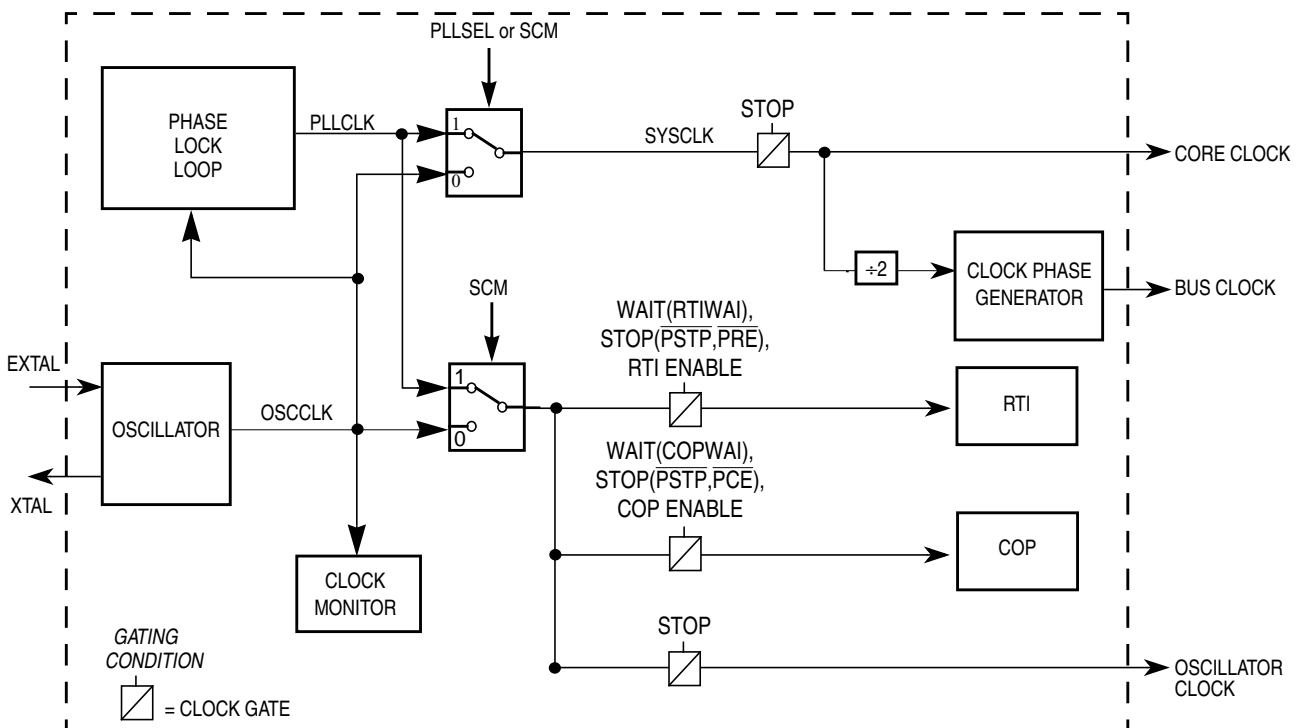 PLLSEL or SCM
PHASE
LOCK
LOOP
PLLCLK
1
0
SYSCLK
STOP
CORE CLOCK
÷2
CLOCK PHASE
GENERATOR
BUS CLOCK
SCM
WAIT(RTIWAI),
STOP(PSTP,PRE),
RTI ENABLE
EXTAL
OSCILLATOR
XTAL
OSCCLK
1
0
RTI
WAIT(COPWAI),
STOP(PSTP,PCE),
COP ENABLE
COP
CLOCK
MONITOR
STOP
OSCILLATOR
CLOCK
GATING
CONDITION
= CLOCK GATE